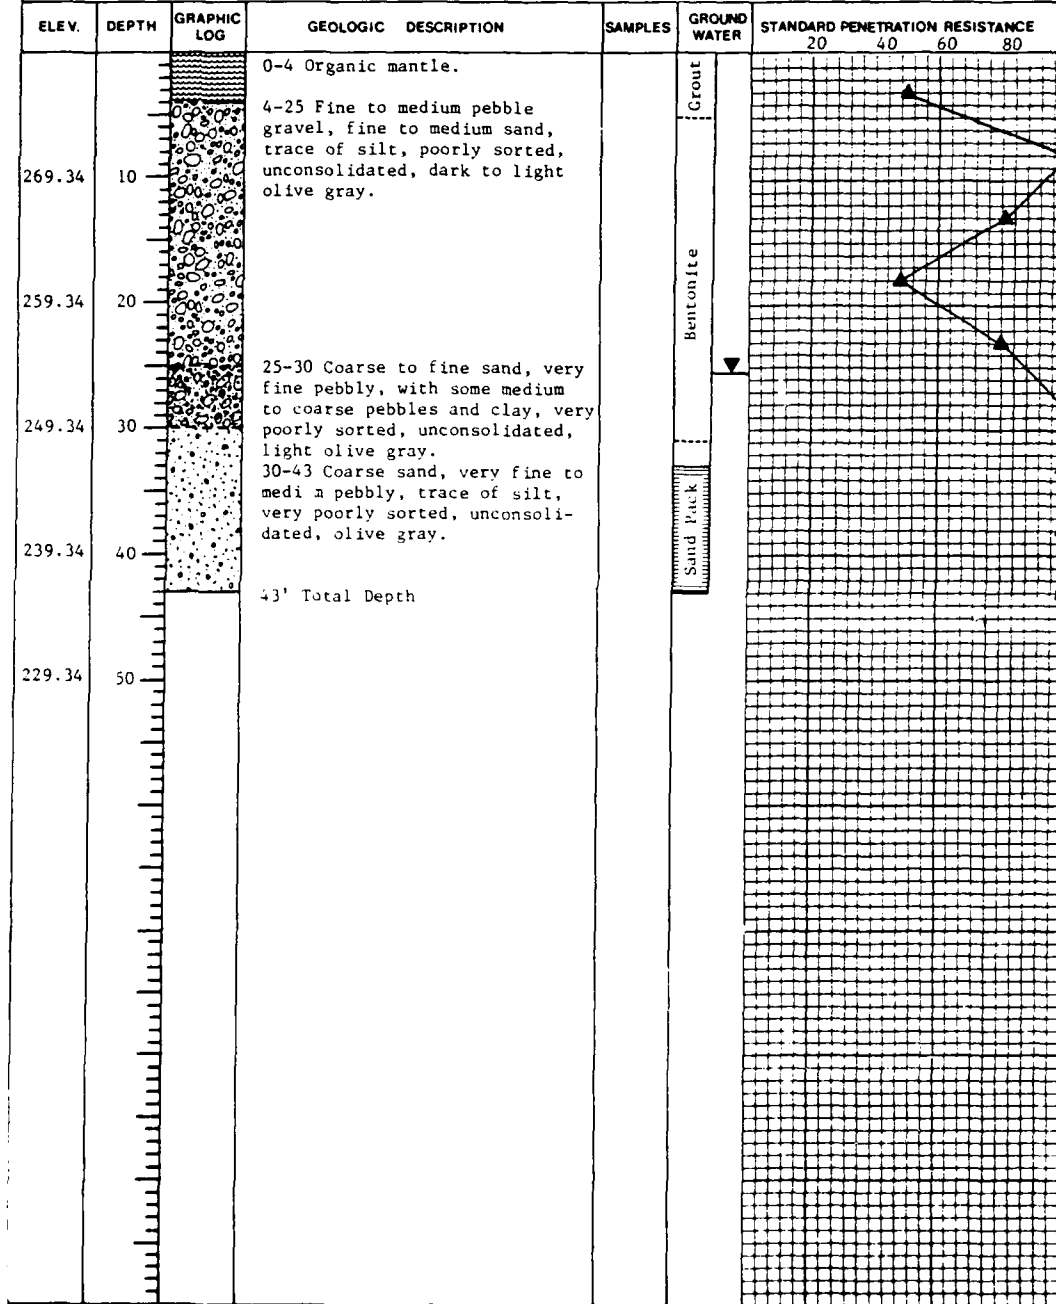 ELEV. DEPTH GRAPHIC LOG GEOLOGIC DESCRIPTION SAMPLES GROUND WATER STANDARD PENETRATION RESISTANCE
20 40 60 80
0-4 Organic mantle.
Grout
4-25 Fine to medium pebble
gravel, fine to medium sand,
trace of silt, poorly sorted,
269.34 10 unconsolidated, dark to light
olive gray.
Bentonite
259.34 20
25-30 Coarse to fine sand, very
fine pebbly, with some medium
to coarse pebbles and clay, very
249.34 30 poorly sorted, unconsolidated,
light olive gray.
30-43 Coarse sand, very fine to
medi m pebbly, trace of silt,
very poorly sorted, unconsoli-
dated, olive gray.
Sand Pack
239.34 40
43' Total Depth
229.34 50